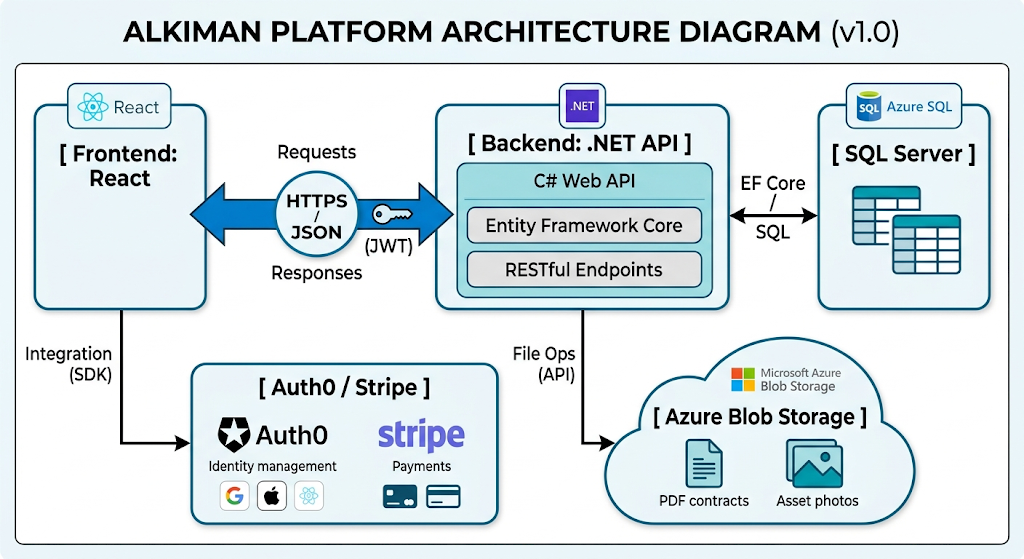 ALKIMAN PLATFORM ARCHITECTURE DIAGRAM (v1.0)
React
[ Frontend:
React
Requests
HTTPS
/
JSON
(JWT)
Responses
.NET
[ Backend: .NET API ]
C# Web API
Entity Framework Core
RESTful Endpoints
EF Core
/
SQL
SQL
Azure SQL
[ SQL Server ]
Integration
(SDK)
[ Auth0 / Stripe ]
Auth0
Identity management
G
stripe
Payments
File Ops
(API)
Microsoft Azure
Blob Storage
[ Azure Blob Storage ]
PDF contracts
Asset photos